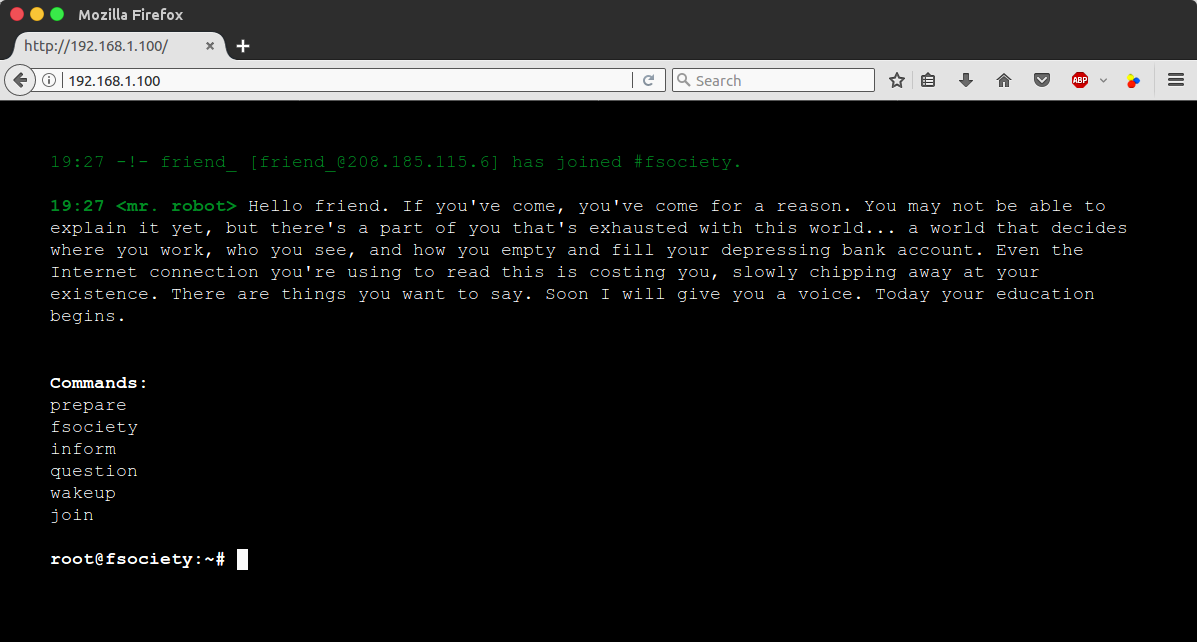 Mozilla Firefox
http://192.168.1.100/
192.168.1.100
Search
ABP
19:27 -!- friend_ [friend_@208.185.115.6] has joined #fsociety.
19:27 <mr. robot> Hello friend. If you've come, you've come for a reason. You may not be able to
explain it yet, but there's a part of you that's exhausted with this world... a world that decides
where you work, who you see, and how you empty and fill your depressing bank account. Even the
Internet connection you're using to read this is costing you, slowly chipping away at your
existence. There are things you want to say. Soon I will give you a voice. Today your education
begins.
Commands:
prepare
fsociety
inform
question
wakeup
join
root@fsociety:~#